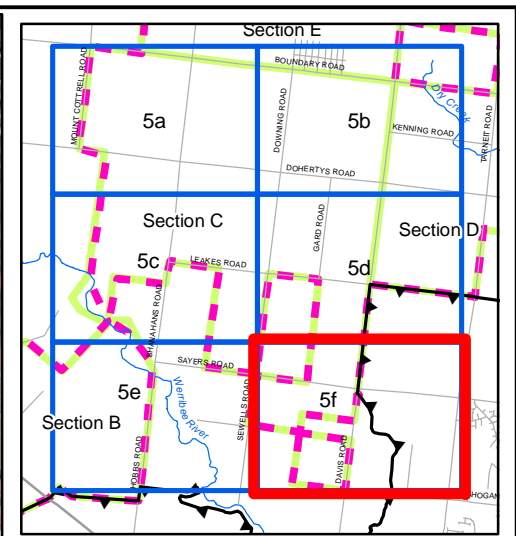 Section E
BOUNDARY ROAD
MOUNT COTTRELL ROAD
Dry Creek
5a
5b
DOWNING ROAD
KENNING ROAD
TARNEIT ROAD
DOHERTYS ROAD
Section C
GARD ROAD
Section D
5c
LEAKES ROAD
5d
SHANAHANS ROAD
SAYERS ROAD
5e
Werribee River
SEWELLS ROAD
5f
Section B
HOBBS ROAD
DAVIS ROAD
HOGAN